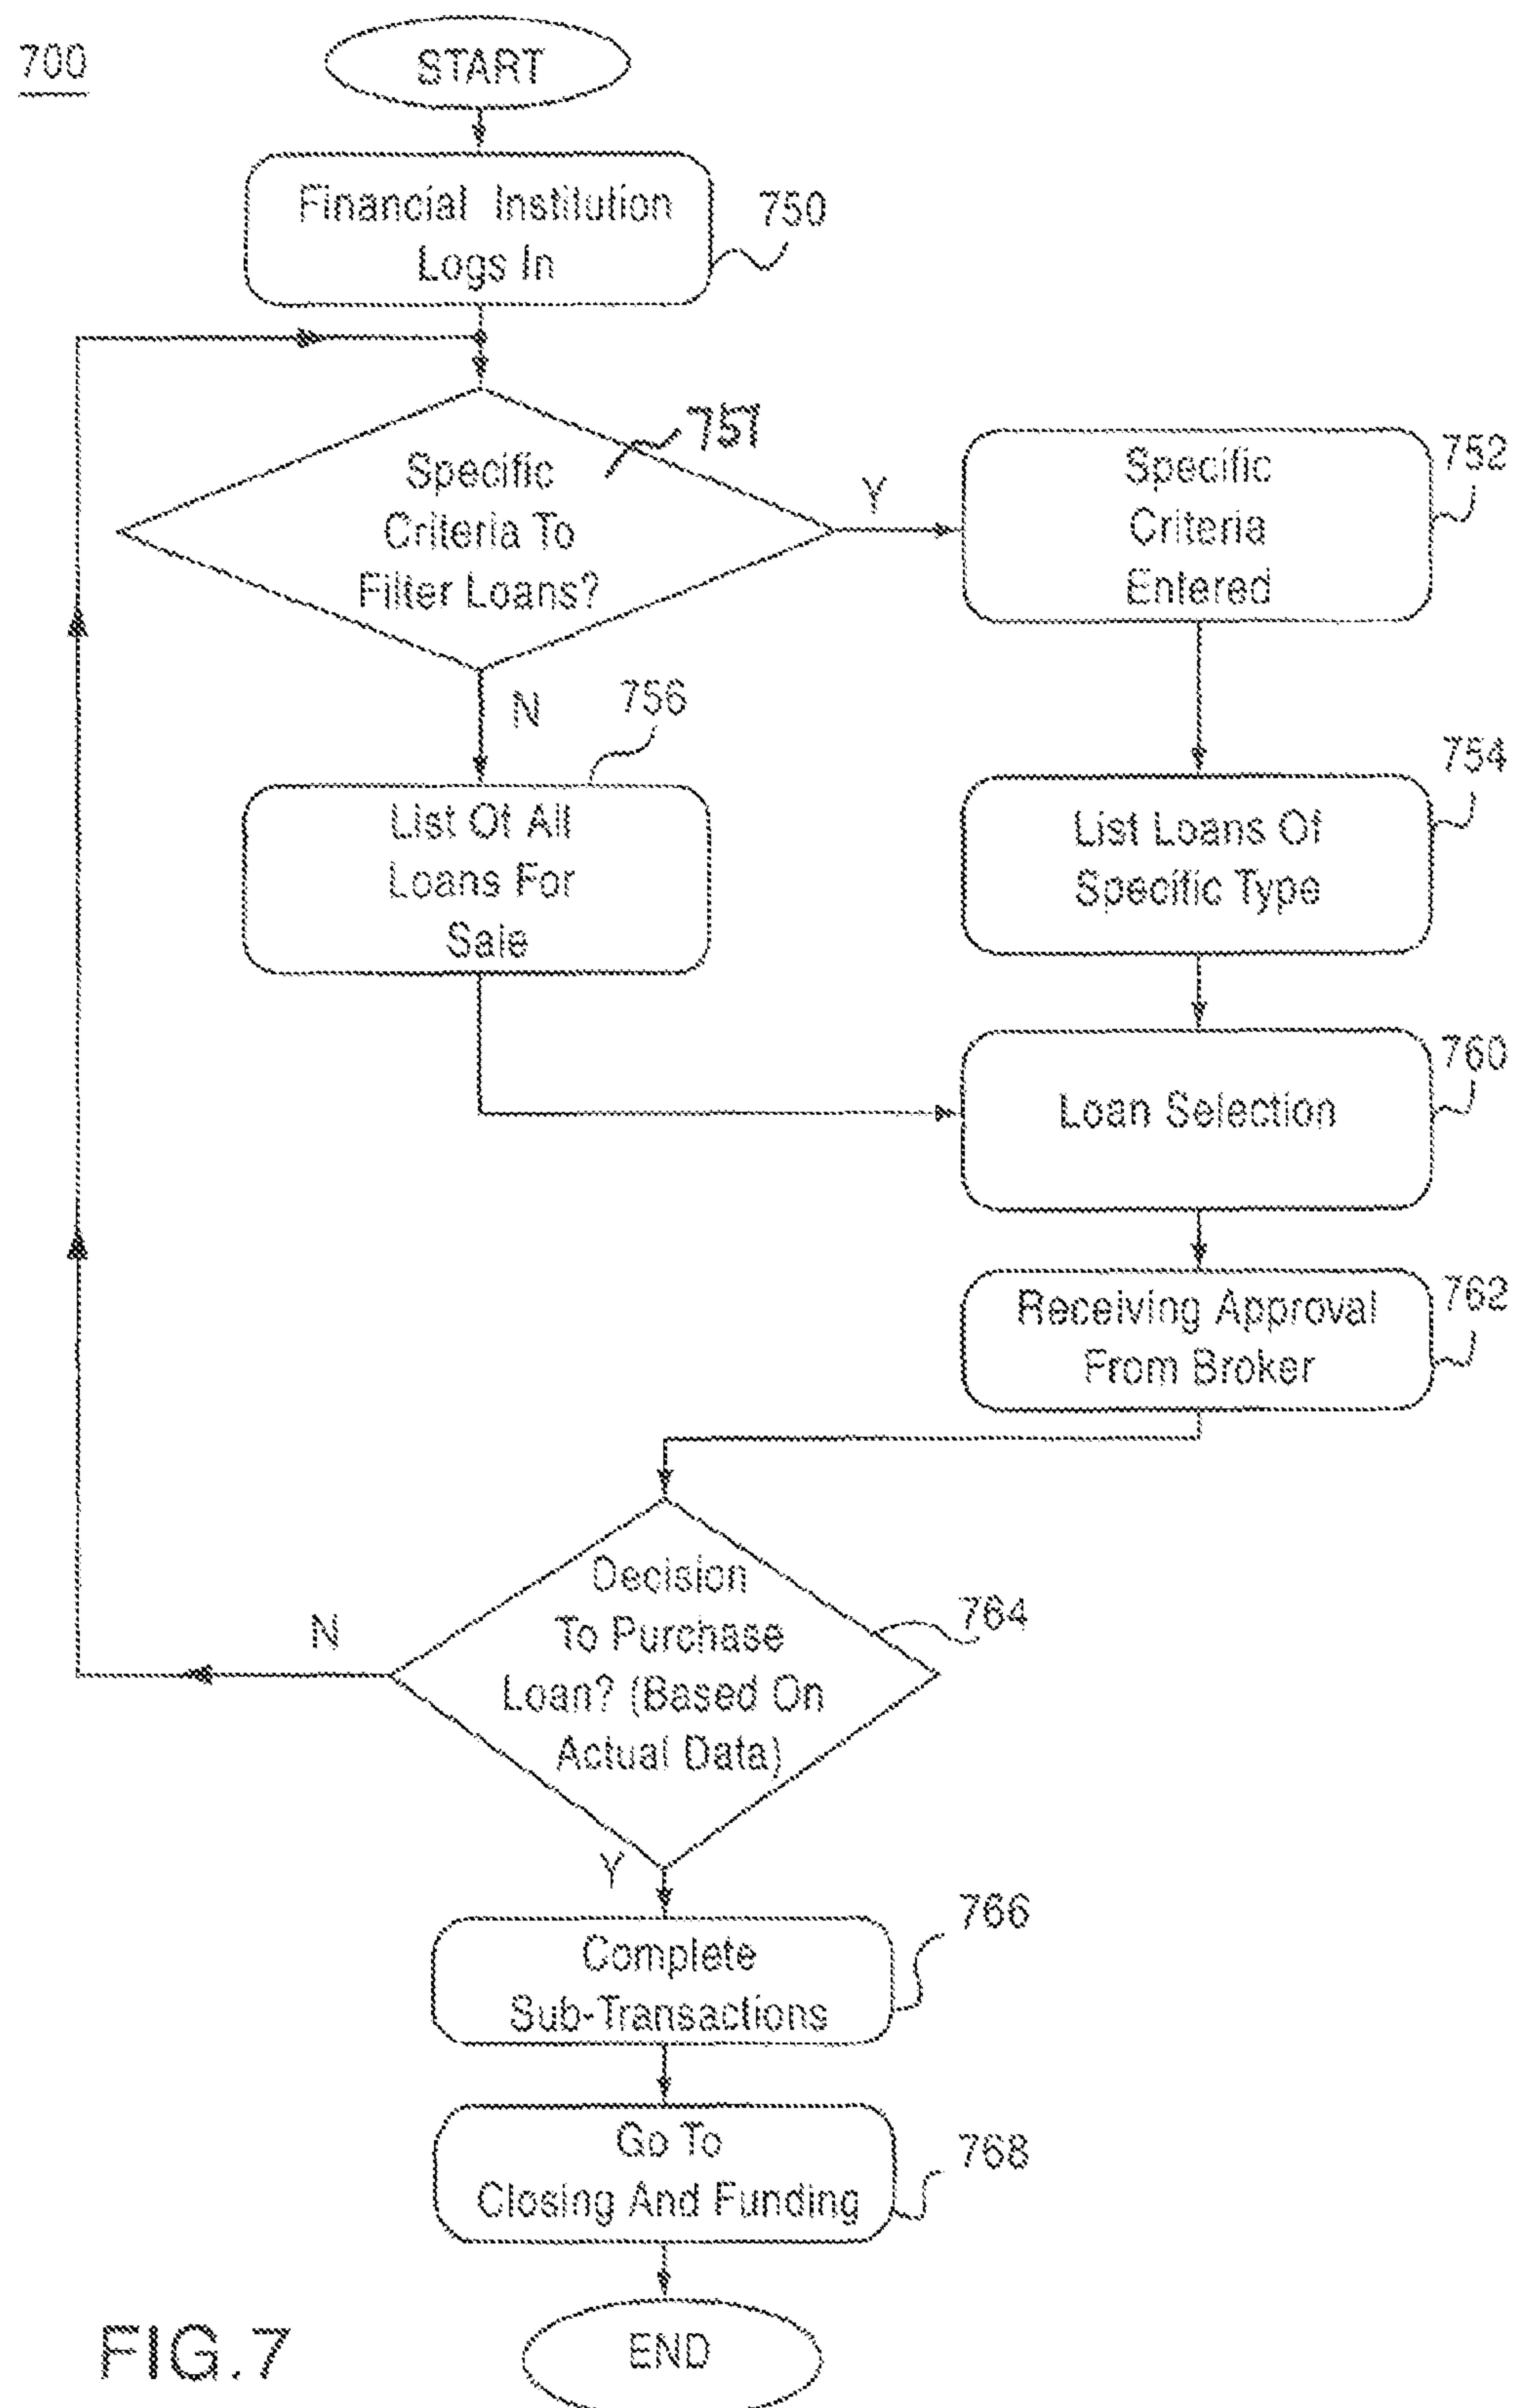 700
START
Financial Institution
Logs In
750
751
Specific
Criteria To
Filter Loans?
Y
Specific
Criteria
Entered
752
N
756
List Of All
Loans For
Sale
List Loans Of
Specific Type
754
Loan Selection
760
Receiving Approval
From Broker
762
Decision
To Purchase
Loan? (Based On
Actual Data)
764
N
Y
Complete
Sub-Transactions
766
Go To
Closing And Funding
768
END
FIG.7